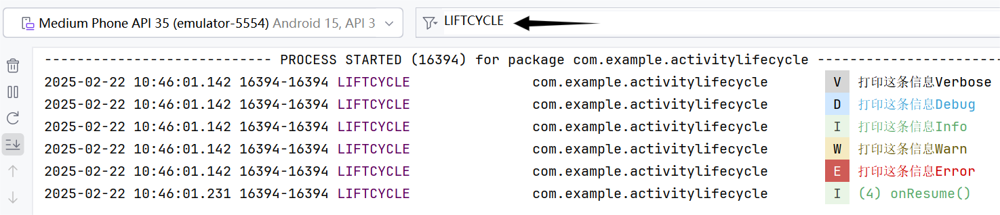 Medium Phone API 35 (emulator-5554) Android 15, API 3
LIFTCYCLE
---------------------------- PROCESS STARTED (16394) for package com.example.activitylifecycle -----------------------
2025-02-22 10:46:01.142 16394-16394 LIFTCYCLE com.example.activitylifecycle V 打印这条信息Verbose
2025-02-22 10:46:01.142 16394-16394 LIFTCYCLE com.example.activitylifecycle D 打印这条信息Debug
2025-02-22 10:46:01.142 16394-16394 LIFTCYCLE com.example.activitylifecycle I 打印这条信息Info
2025-02-22 10:46:01.142 16394-16394 LIFTCYCLE com.example.activitylifecycle W 打印这条信息Warn
2025-02-22 10:46:01.142 16394-16394 LIFTCYCLE com.example.activitylifecycle E 打印这条信息Error
2025-02-22 10:46:01.231 16394-16394 LIFTCYCLE com.example.activitylifecycle I (4) onResume()